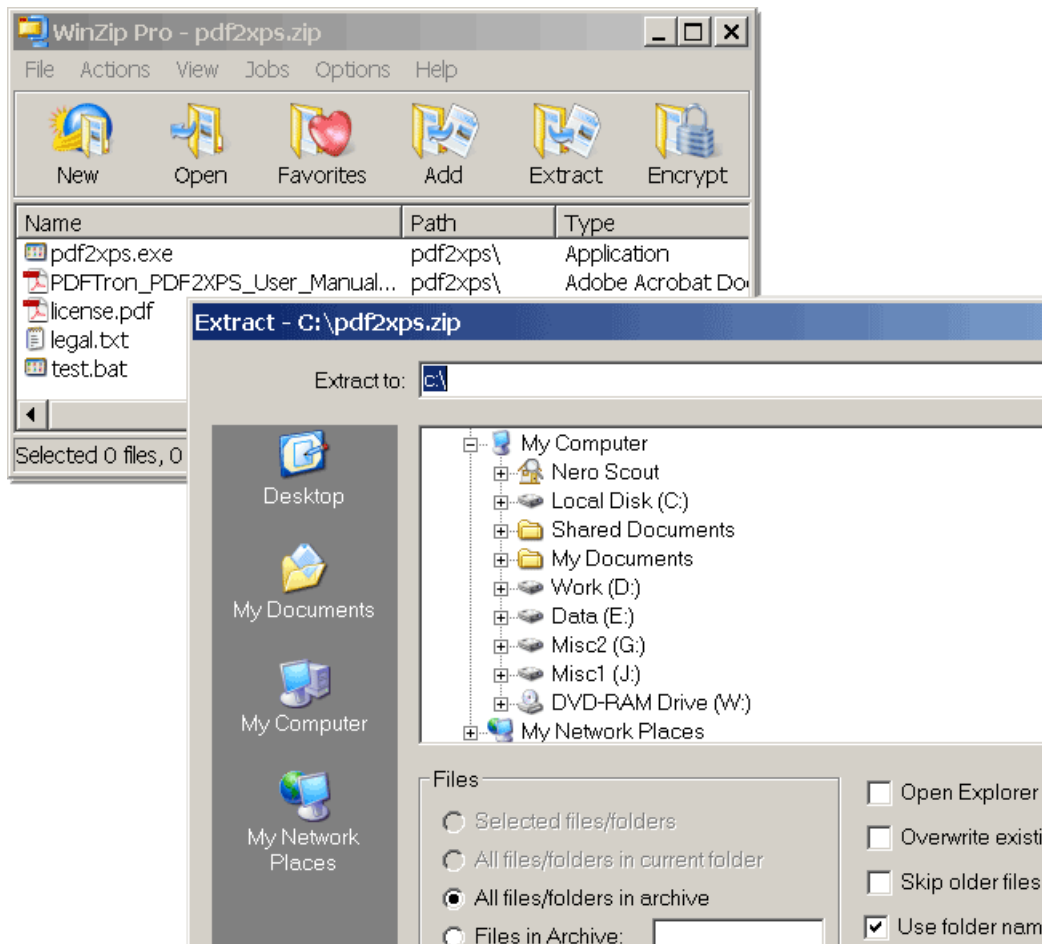 WinZip Pro - pdf2xps.zip
File Actions View Jobs Options Help
New Open Favorites Add Extract Encrypt
Name Path Type
pdf2xps.exe pdf2xps\ Application
PDFTron_PDF2XPS_User_Manual... pdf2xps\ Adobe Acrobat Do
license.pdf
legal.txt
test.bat
Selected 0 files, 0
Extract - C:\pdf2xps.zip
Extract to: c:\
Desktop
My Documents
My Computer
My Network
Places
My Computer
Nero Scout
Local Disk (C:)
Shared Documents
My Documents
Work (D:)
Data (E:)
Misc2 (G:)
Misc1 (J:)
DVD-RAM Drive (W:)
My Network Places
Files
Selected files/folders
All files/folders in current folder
All files/folders in archive
Files in Archive:
Open Explorer
Overwrite existi
Skip older files
Use folder nam